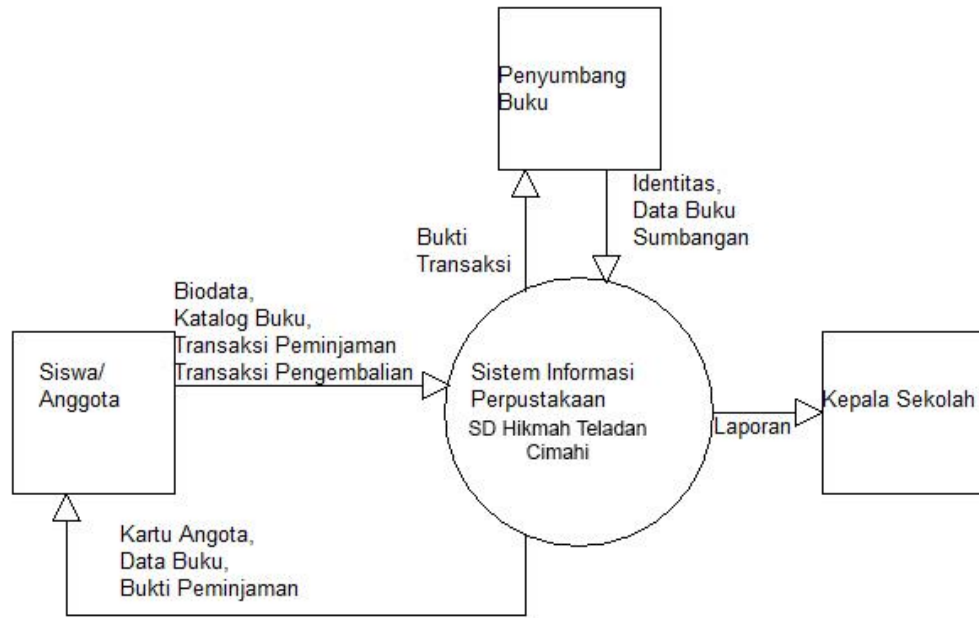 Penyumbang
Buku
Identitas,
Data Buku
Sumbangan
Bukti
Transaksi
Biodata,
Katalog Buku,
Transaksi Peminjaman
Transaksi Pengembalian
Siswa/
Anggota
Sistem Informasi
Perpustakaan
SD Hikmah Teladan
Cimahi
Laporan
Kepala Sekolah
Kartu Angota,
Data Buku,
Bukti Peminjaman